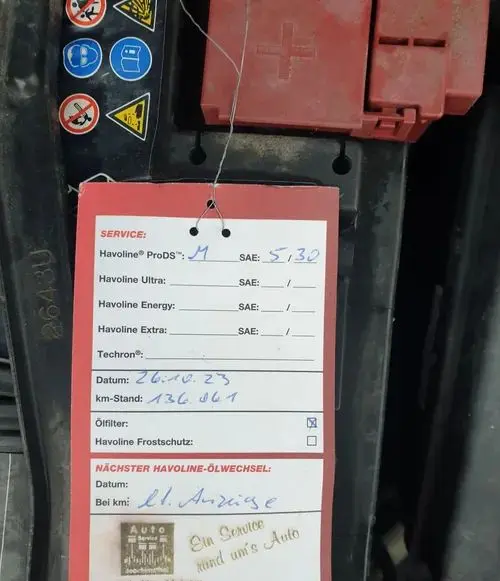 SERVICE:
Havoline® ProDS™: M SAE: 5 / 30
Havoline Ultra: SAE: /
Havoline Energy: SAE: /
Havoline Extra: SAE: /
Techron®:
Datum: 26.10.23
km-Stand: 136.061
Ölfilter: ☒
Havoline Frostschutz: ☐
NÄCHSTER HAVOLINE-ÖLWECHSEL:
Datum:
Bei km: lt. Anzeige
Auto
Service
Ein Service
rund um's Auto